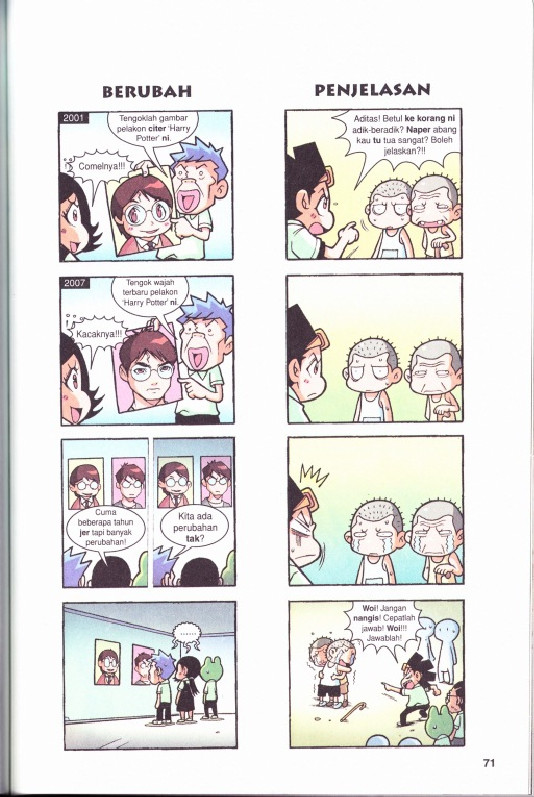 BERUBAH
2001
Tengoklah gambar
pelakon citer 'Harry
Potter' ni.
Comelnya!!!
2007
Tengok wajah
terbaru pelakon
'Harry Potter' ni.
Kacaknya!!!
Cuma
beberapa tahun
jer tapi banyak
perubahan!
Kita ada
perubahan
tak?
......
PENJELASAN
Aditas! Betul ke korang ni
adik-beradik? Naper abang
kau tu tua sangat? Boleh
jelaskan?!!
Woi! Jangan
nangis! Cepatlah
jawab! Woi!!!
Jawablah!
71